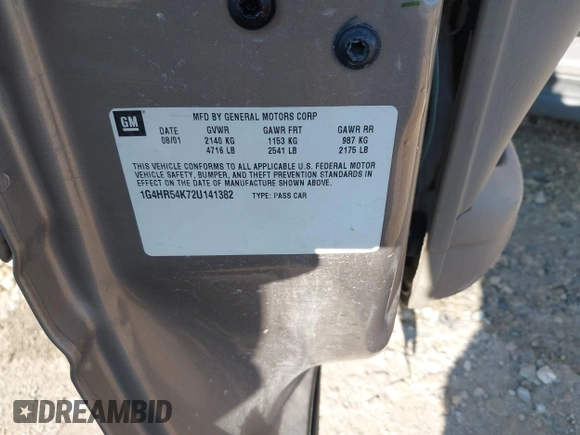 GM
MFD BY GENERAL MOTORS CORP
DATE GVWR GAWR FRT GAWR RR
08/01 2140 KG 1153 KG 987 KG
4716 LB 2541 LB 2175 LB
THIS VEHICLE CONFORMS TO ALL APPLICABLE U.S. FEDERAL MOTOR
VEHICLE SAFETY, BUMPER, AND THEFT PREVENTION STANDARDS IN
EFFECT ON THE DATE OF MANUFACTURE SHOWN ABOVE.
1G4HR54K72U141382 TYPE: PASS CAR
DREAMBID